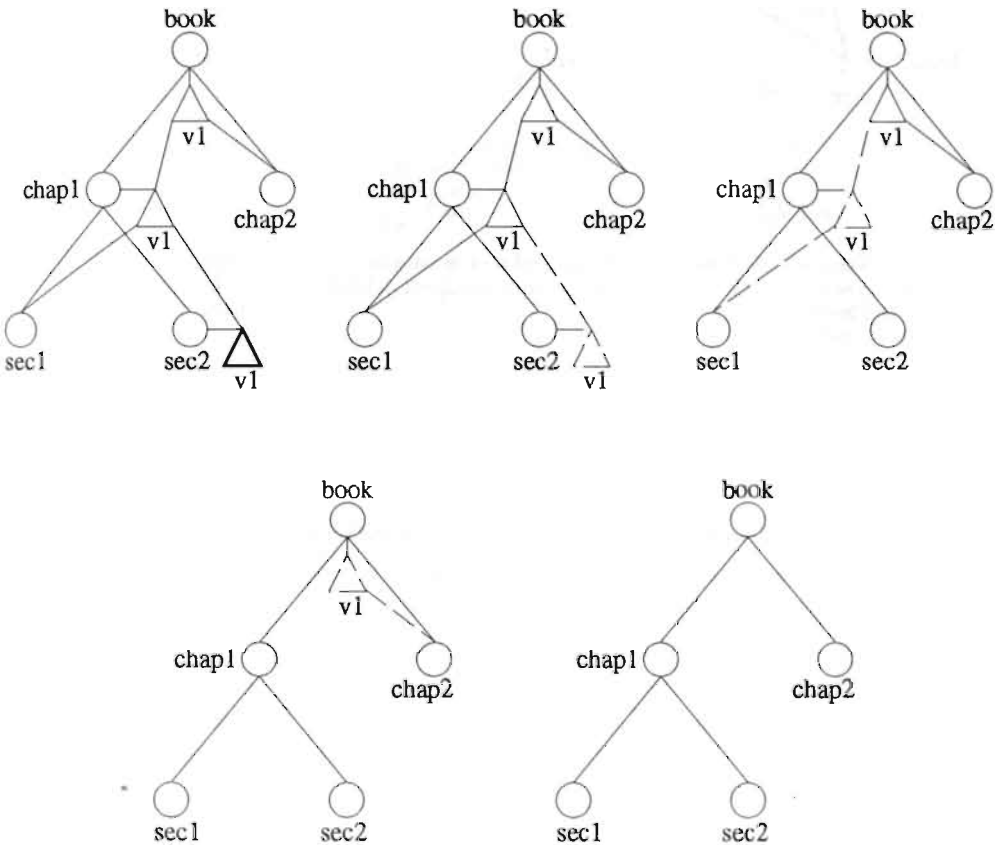 book book book
v1 v1 v1
chap1 chap2 chap1 chap2 chap1 chap2
v1 v1 v1
sec1 sec2 v1 sec1 sec2 v1 sec1 sec2
book book
v1
chap1 chap2 chap1 chap2
sec1 sec2 sec1 sec2